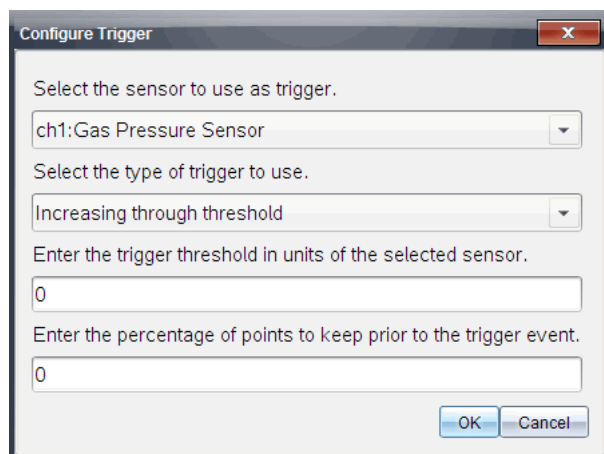 Configure Trigger
Select the sensor to use as trigger.
ch1:Gas Pressure Sensor
Select the type of trigger to use.
Increasing through threshold
Enter the trigger threshold in units of the selected sensor.
0
Enter the percentage of points to keep prior to the trigger event.
0
OK Cancel